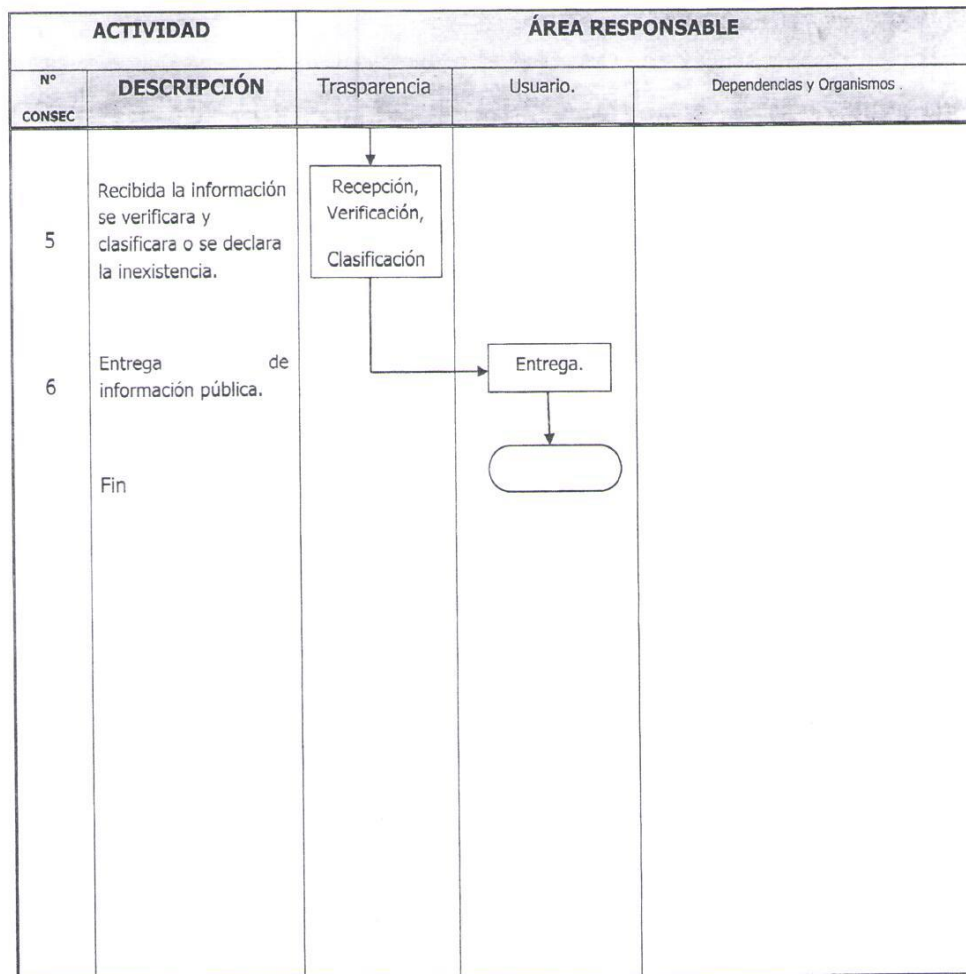 ACTIVIDAD
ÁREA RESPONSABLE
N°
CONSEC
DESCRIPCIÓN
Trasparencia
Usuario.
Dependencias y Organismos .
5
Recibida la información
se verificara y
clasificara o se declara
la inexistencia.
Recepción,
Verificación,
Clasificación
6
Entrega de
información pública.
Entrega.
Fin